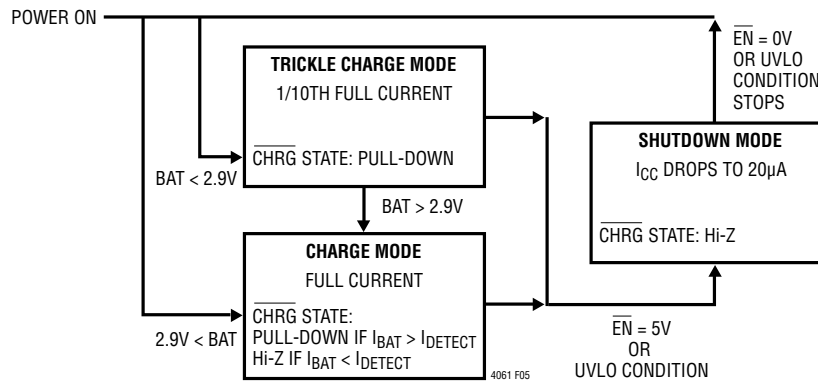 POWER ON
TRICKLE CHARGE MODE
1/10TH FULL CURRENT
CHRG STATE: PULL-DOWN
BAT < 2.9V
BAT > 2.9V
CHARGE MODE
FULL CURRENT
CHRG STATE:
PULL-DOWN IF IBAT > IDETECT
Hi-Z IF IBAT < IDETECT
2.9V < BAT
4061 F05
EN = 0V
OR UVLO
CONDITION
STOPS
SHUTDOWN MODE
ICC DROPS TO 20µA
CHRG STATE: Hi-Z
EN = 5V
OR
UVLO CONDITION